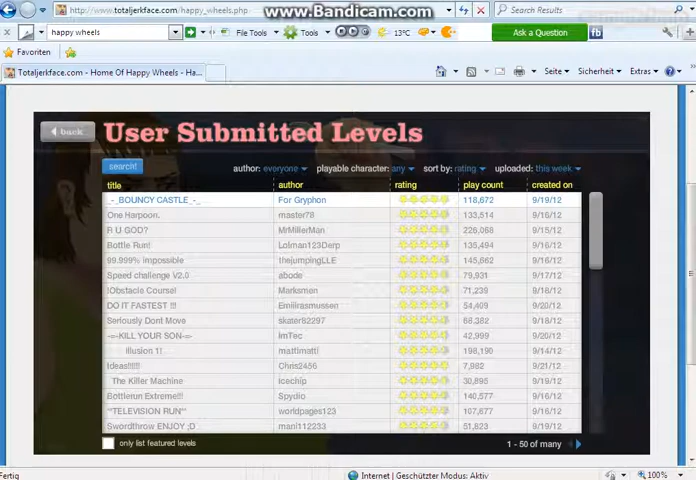 http://www.totaljerkface.com/happy_wheels.php
www.Bandicam.com
Search Results
happy wheels
File Tools
Tools
13°C
Ask a Question
fb
Favoriten
Totaljerkface.com - Home Of Happy Wheels - Ha...
Seite
Sicherheit
Extras
back
User Submitted Levels
search!
author: everyone
playable character: any
sort by: rating
uploaded: this week
title author rating play count created on
_-_BOUNCY CASTLE_-_ For Gryphon 118,672 9/19/12
One Harpoon. master78 133,514 9/16/12
R U GOD? MrMillerMan 226,068 9/15/12
Bottle Run! Lolman123Derp 135,494 9/16/12
99.999% impossible thejumpingLLE 145,662 9/16/12
Speed challenge V2.0 abode 79,931 9/17/12
!Obstacle Course! Marksmen 71,239 9/18/12
DO IT FASTEST !!! Emilrasmussen 54,409 9/20/12
Seriously Dont Move skater82297 88,382 9/18/12
-=-KILL YOUR SON-=- ImTec 42,999 9/20/12
Illusion 1! mattimatti 198,190 9/14/12
Ideas!!!!!! Chris2456 7,982 9/21/12
The Killer Machine Icechip 30,895 9/19/12
Bottlerun Extreme!!! Spydio 140,577 9/16/12
"TELEVISION RUN" worldpages123 107,677 9/16/12
Swordthrow ENJOY ;D mani112233 51,823 9/19/12
only list featured levels
1 - 50 of many
Fertig
Internet | Geschützter Modus: Aktiv
100%